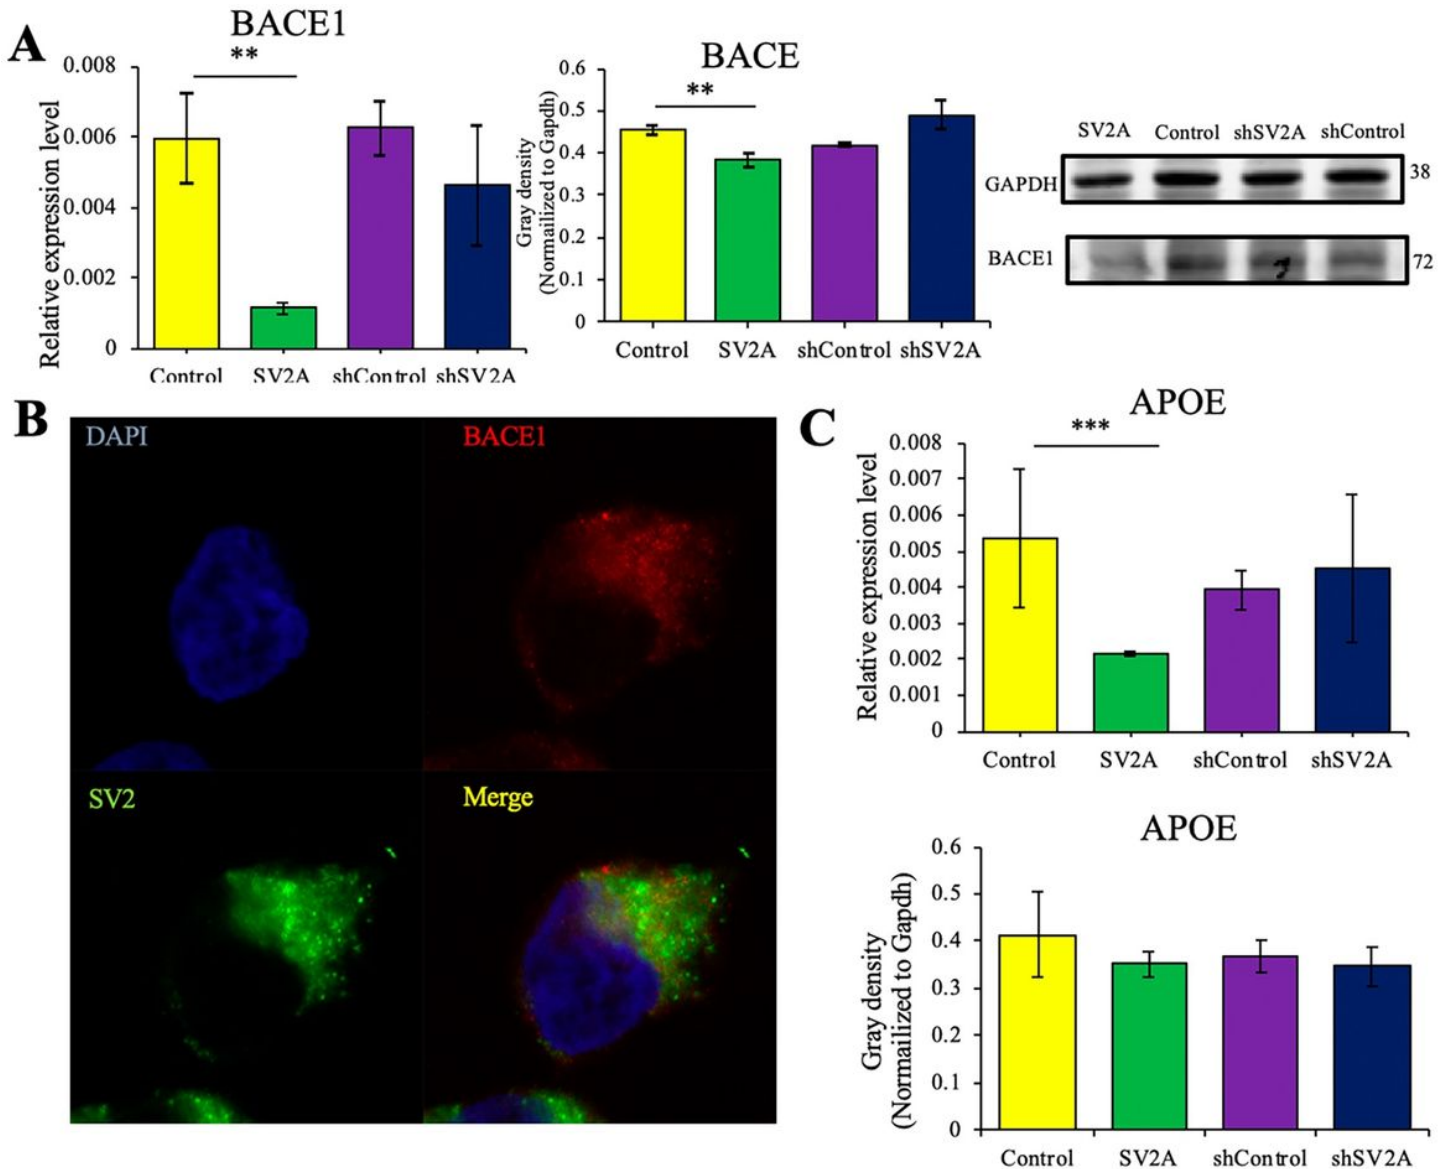 A
BACE1
**
Relative expression level
0.008
0.006
0.004
0.002
0
Control SV2A shControl shSV2A
BACE
**
Gray density
(Normailized to Gapdh)
0.6
0.5
0.4
0.3
0.2
0.1
0
Control SV2A shControl shSV2A
SV2A Control shSV2A shControl
GAPDH 38
BACE1 72
B
DAPI BACE1
SV2 Merge
C
APOE
***
Relative expression level
0.008
0.007
0.006
0.005
0.004
0.003
0.002
0.001
0
Control SV2A shControl shSV2A
APOE
Gray density
(Normailized to Gapdh)
0.6
0.5
0.4
0.3
0.2
0.1
0
Control SV2A shControl shSV2A